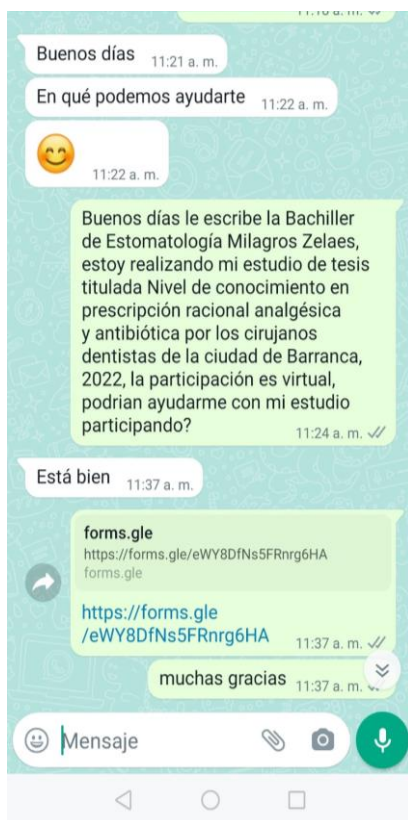 Buenos días 11:21 a. m.
En qué podemos ayudarte 11:22 a. m.
11:22 a. m.
Buenos días le escribe la Bachiller
de Estomatología Milagros Zelaes,
estoy realizando mi estudio de tesis
titulada Nivel de conocimiento en
prescripción racional analgésica
y antibiótica por los cirujanos
dentistas de la ciudad de Barranca,
2022, la participación es virtual,
podrian ayudarme con mi estudio
participando? 11:24 a. m.
Está bien 11:37 a. m.
forms.gle
https://forms.gle/eWY8DfNs5FRnrg6HA
forms.gle
https://forms.gle
/eWY8DfNs5FRnrg6HA 11:37 a. m.
muchas gracias 11:37 a. m.
Mensaje